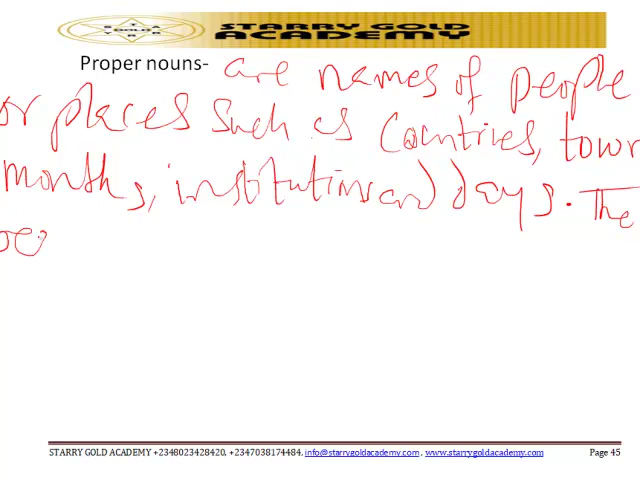 STARRY GOLD
ACADEMY
Proper nouns- are names of people
or places such as Countries, town
months, institutions and days. The
STARRY GOLD ACADEMY +2348023428420, +2347038174484, info@starrygoldacademy.com, www.starrygoldacademy.com Page 45